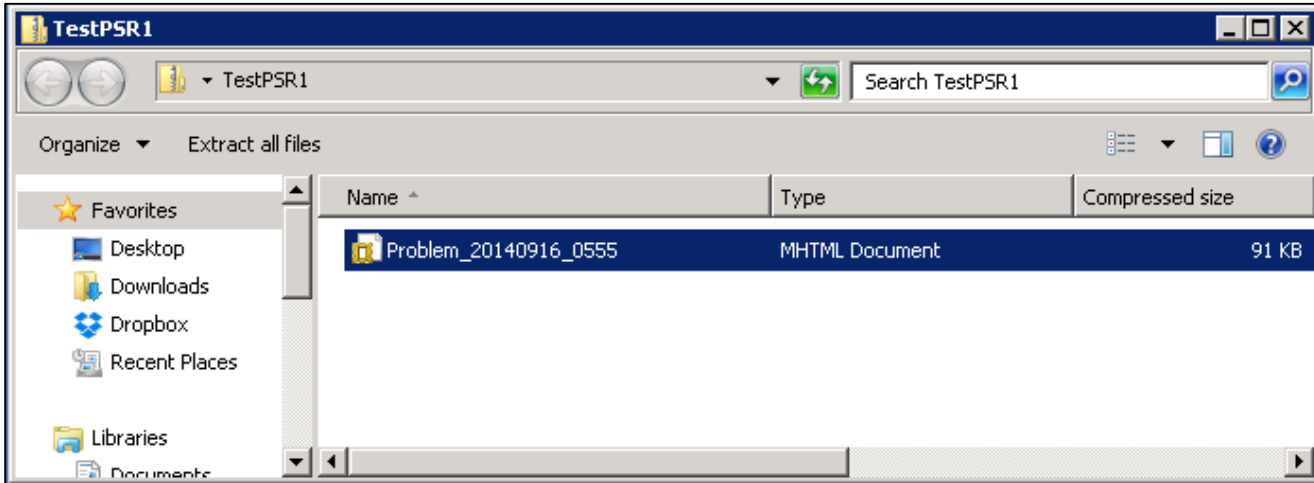 TestPSR1
TestPSR1
Search TestPSR1
Organize
Extract all files
Favorites
Desktop
Downloads
Dropbox
Recent Places
Libraries
Documents
Name
Type
Compressed size
Problem_20140916_0555
MHTML Document
91 KB